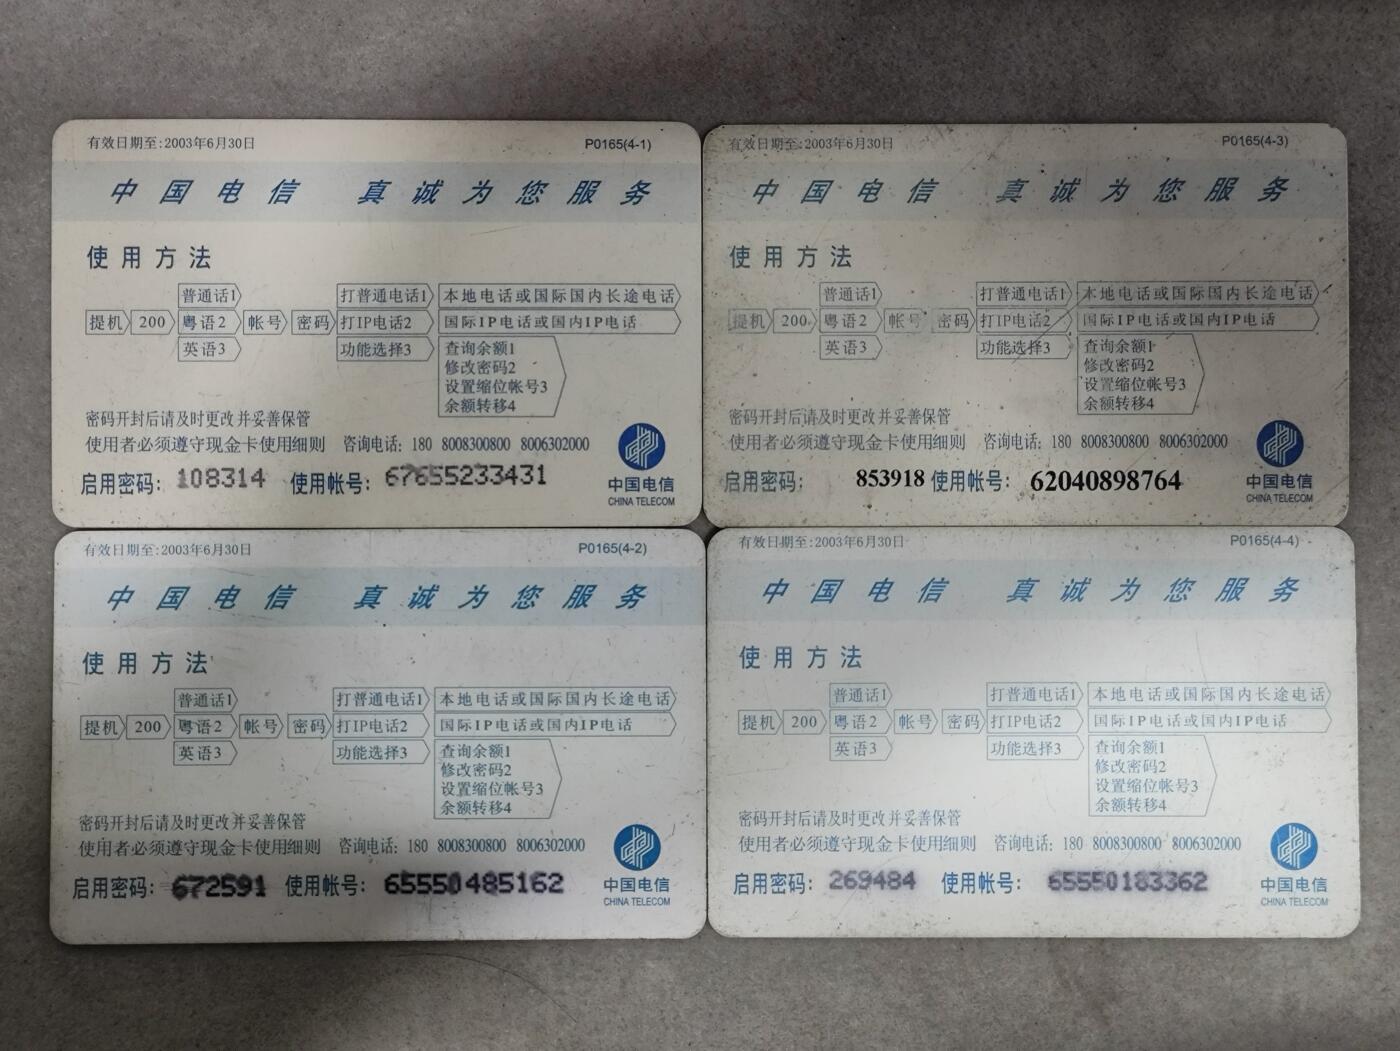 有效日期至:2003年6月30日 P0165(4-1)
中国电信 真诚为您服务
使用方法
普通话1 打普通电话1 本地电话或国际国内长途电话
提机 200 粤语2 帐号 密码 打IP电话2 国际IP电话或国内IP电话
英语3 功能选择3 查询余额1
修改密码2
设置缩位帐号3
余额转移4
密码开封后请及时更改并妥善保管
使用者必须遵守现金卡使用细则 咨询电话: 180 8008300800 8006302000
启用密码: 108314 使用帐号: 67655233431
中国电信
CHINA TELECOM
有效日期至:2003年6月30日 P0165(4-3)
中国电信 真诚为您服务
使用方法
普通话1 打普通电话1 本地电话或国际国内长途电话
提机 200 粤语2 帐号 密码 打IP电话2 国际IP电话或国内IP电话
英语3 功能选择3 查询余额1
修改密码2
设置缩位帐号3
余额转移4
密码开封后请及时更改并妥善保管
使用者必须遵守现金卡使用细则 咨询电话: 180 8008300800 8006302000
启用密码: 853918 使用帐号: 62040898764
中国电信
CHINA TELECOM
有效日期至:2003年6月30日 P0165(4-2)
中国电信 真诚为您服务
使用方法
普通话1 打普通电话1 本地电话或国际国内长途电话
提机 200 粤语2 帐号 密码 打IP电话2 国际IP电话或国内IP电话
英语3 功能选择3 查询余额1
修改密码2
设置缩位帐号3
余额转移4
密码开封后请及时更改并妥善保管
使用者必须遵守现金卡使用细则 咨询电话: 180 8008300800 8006302000
启用密码: 672591 使用帐号: 65550485162
中国电信
CHINA TELECOM
有效日期至:2003年6月30日 P0165(4-4)
中国电信 真诚为您服务
使用方法
普通话1 打普通电话1 本地电话或国际国内长途电话
提机 200 粤语2 帐号 密码 打IP电话2 国际IP电话或国内IP电话
英语3 功能选择3 查询余额1
修改密码2
设置缩位帐号3
余额转移4
密码开封后请及时更改并妥善保管
使用者必须遵守现金卡使用细则 咨询电话: 180 8008300800 8006302000
启用密码: 269484 使用帐号: 65550183362
中国电信
CHINA TELECOM